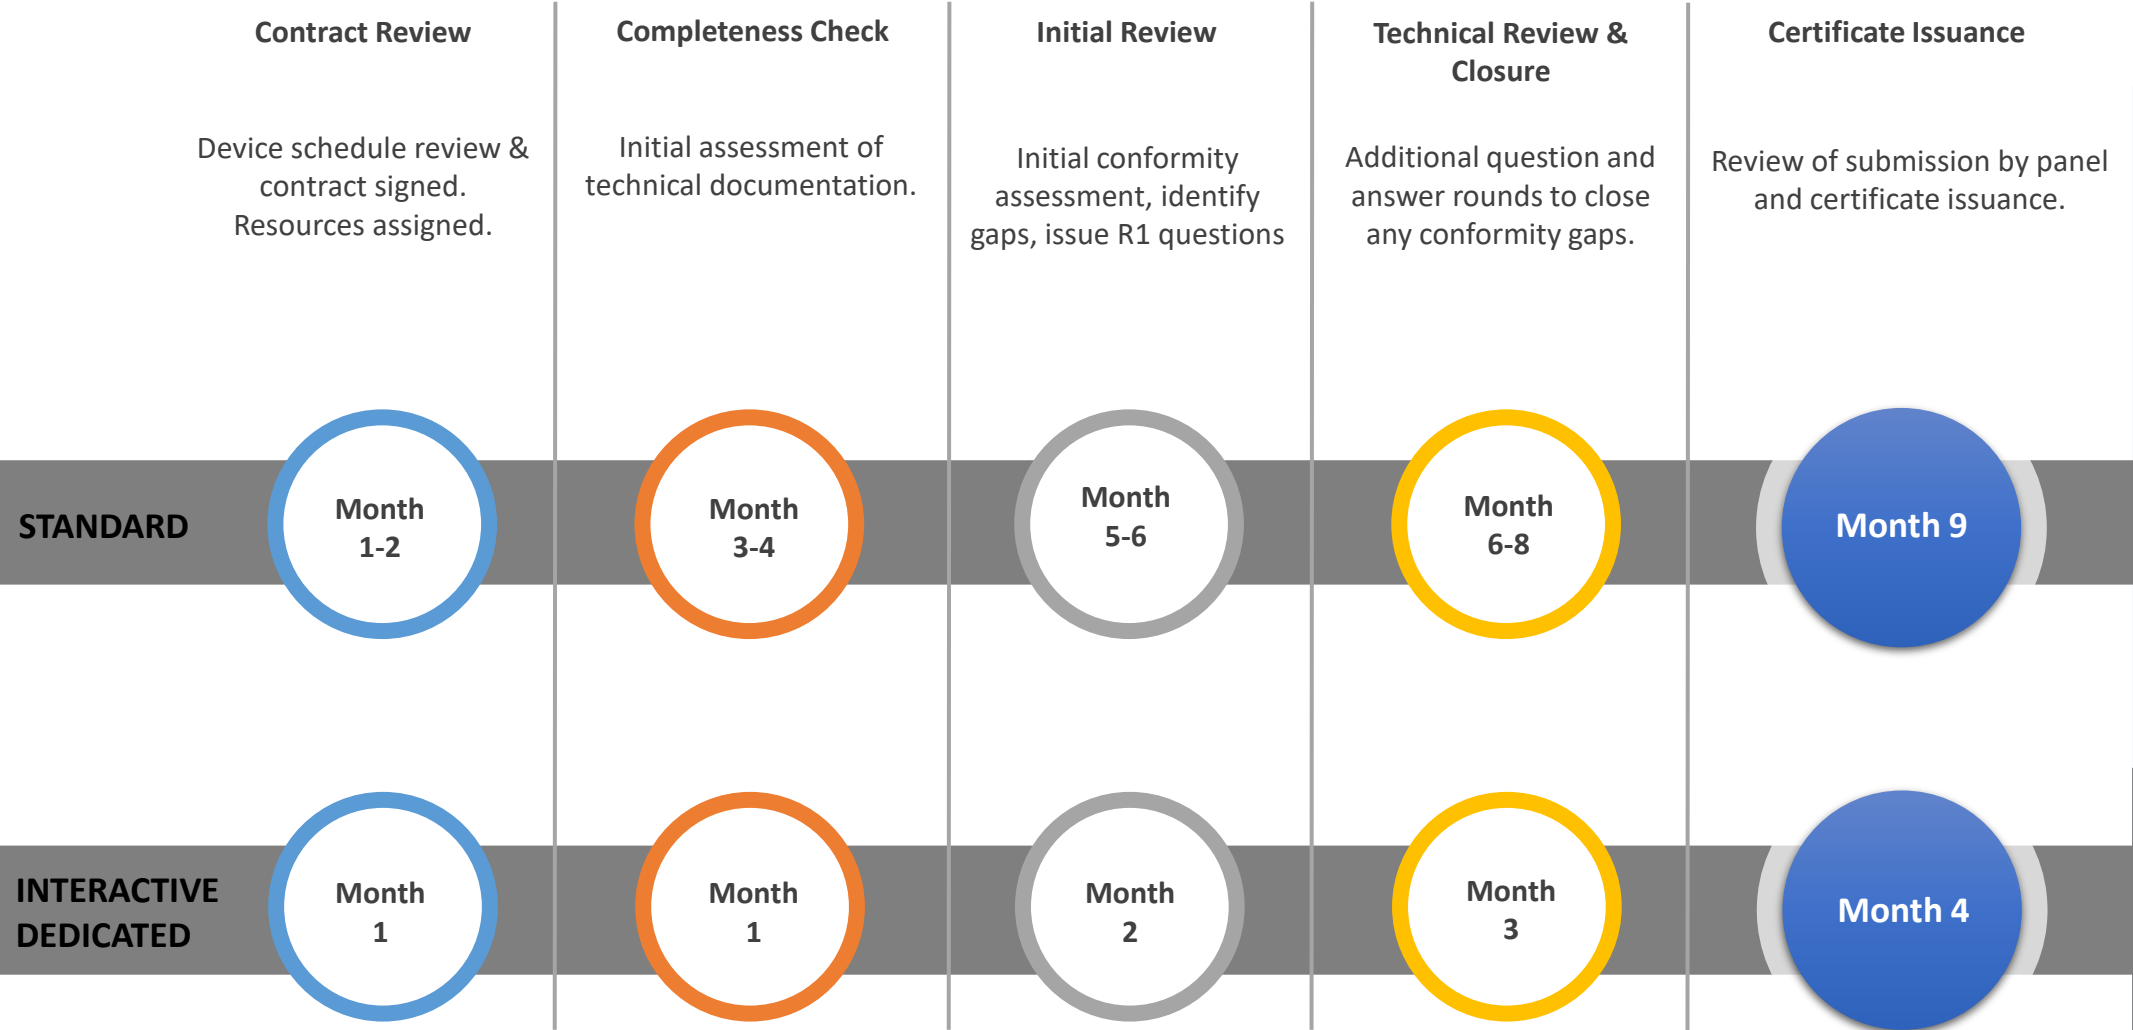 Contract Review
Device schedule review &
contract signed.
Resources assigned.
Completeness Check
Initial assessment of
technical documentation.
Initial Review
Initial conformity
assessment, identify
gaps, issue R1 questions
Technical Review &
Closure
Additional question and
answer rounds to close
any conformity gaps.
Certificate Issuance
Review of submission by panel
and certificate issuance.
STANDARD
Month
1-2
Month
3-4
Month
5-6
Month
6-8
Month 9
INTERACTIVE
DEDICATED
Month
1
Month
1
Month
2
Month
3
Month 4